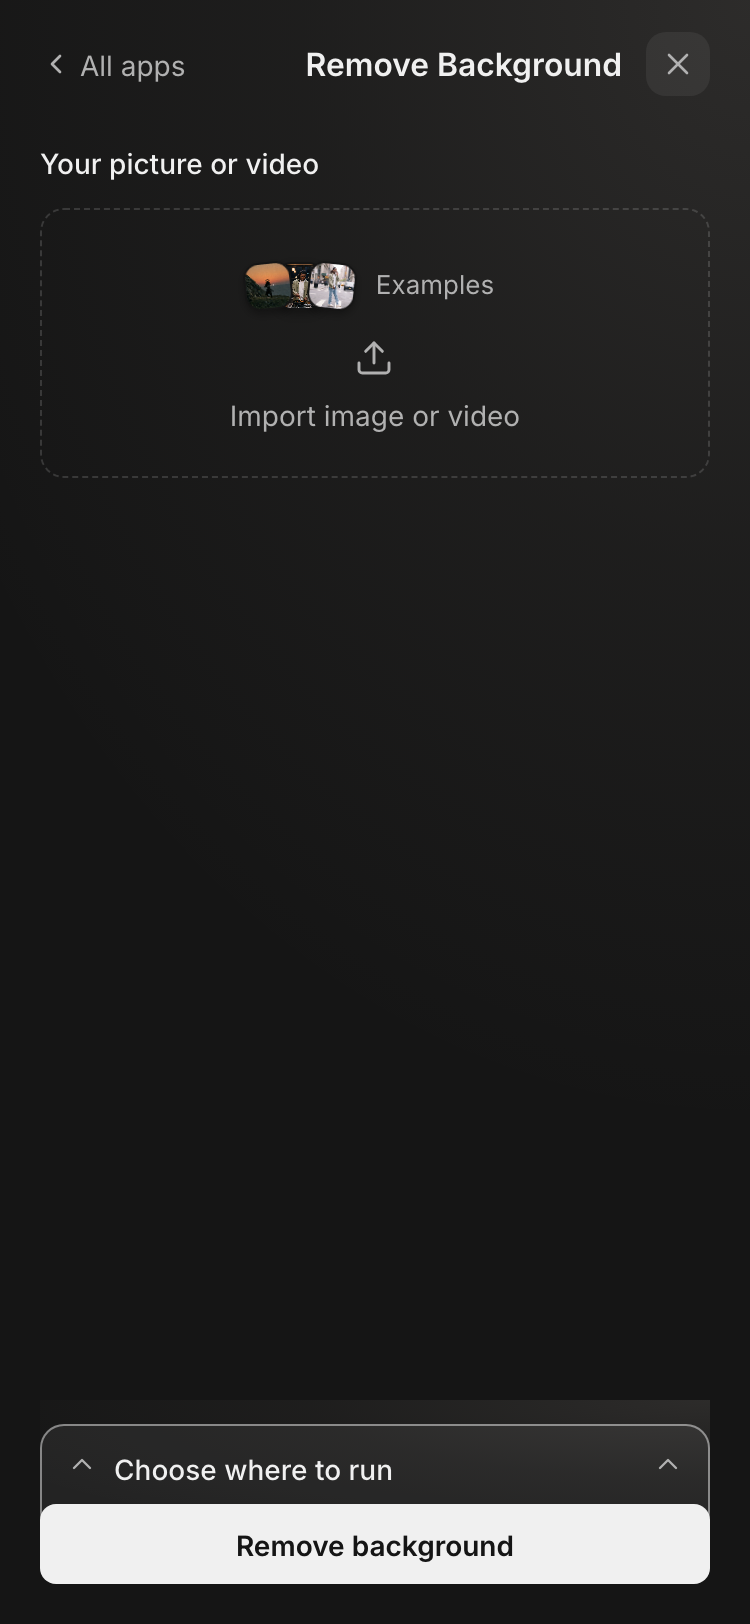 All apps
Remove Background
Your picture or video
Examples
Import image or video
Choose where to run
Remove background